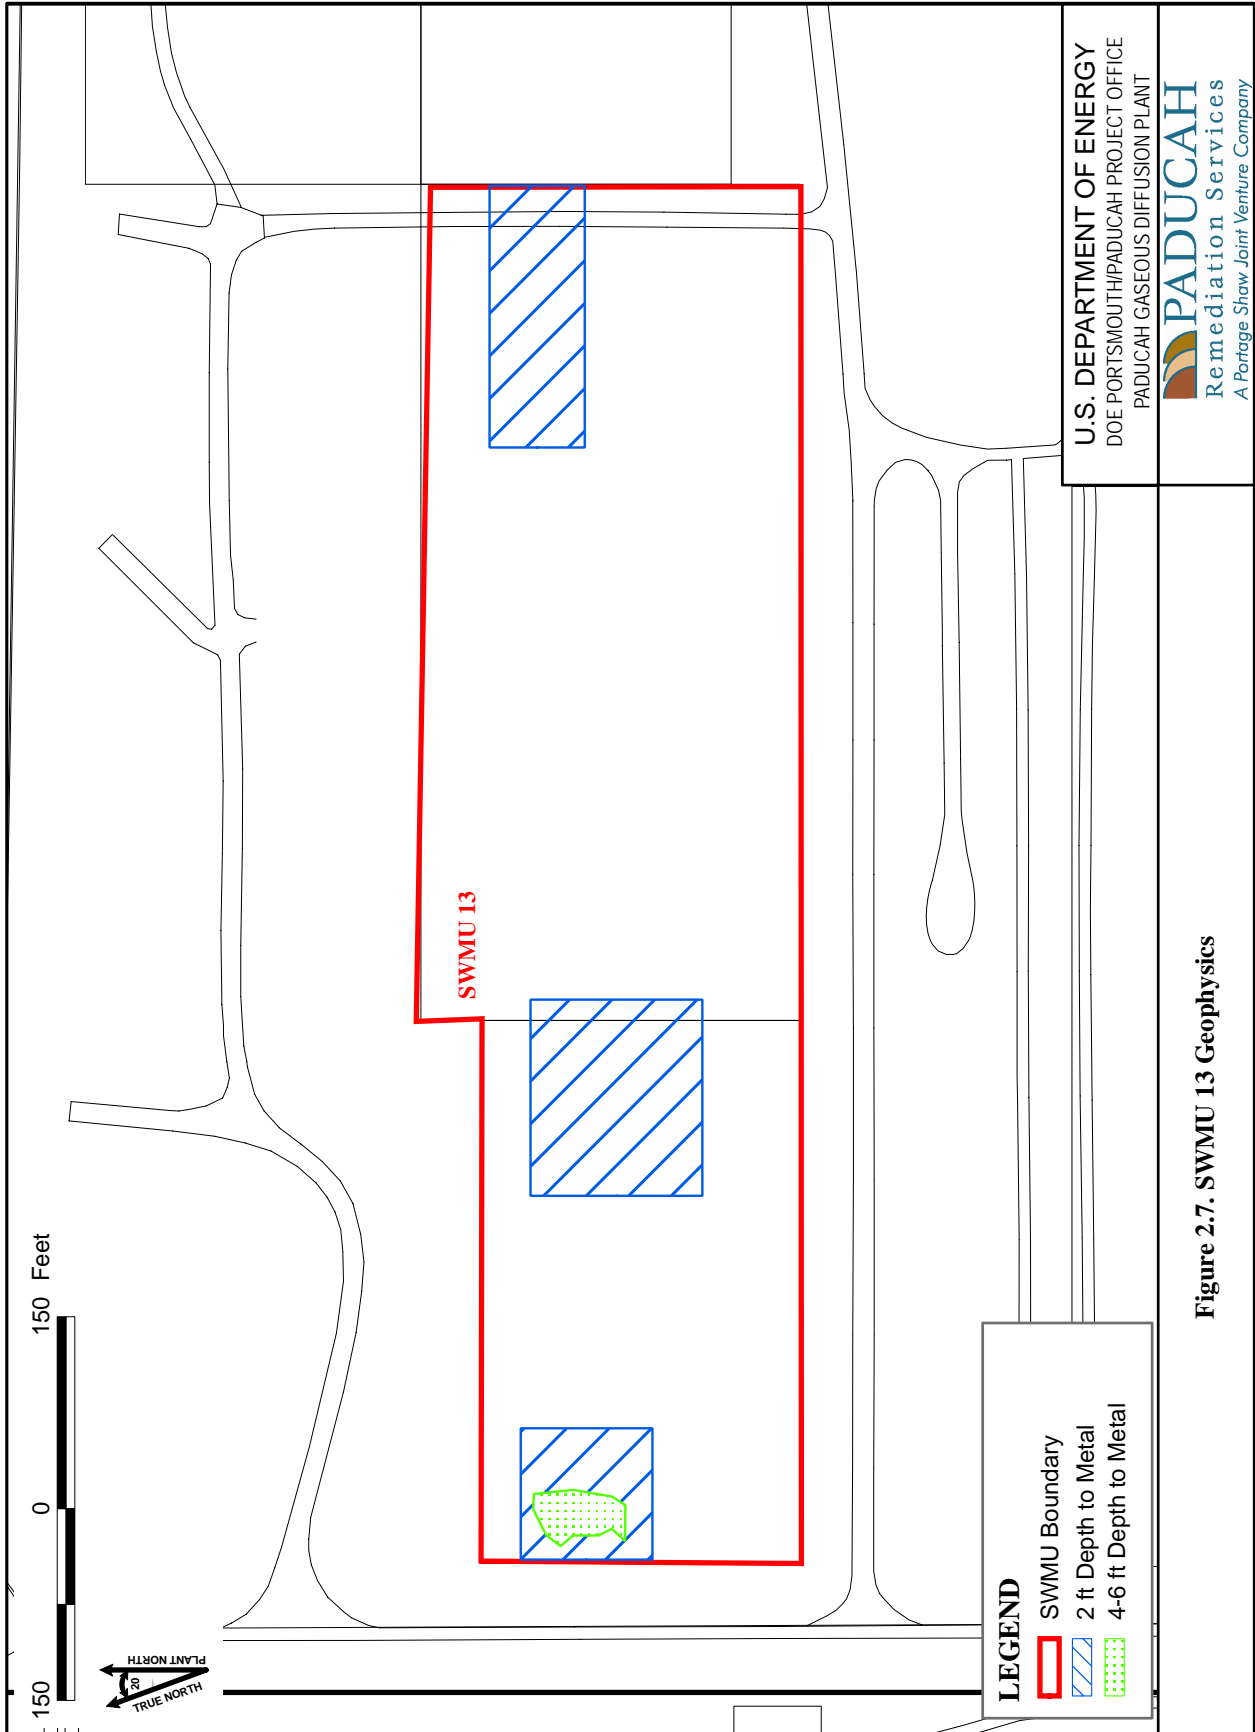 150 0 150 Feet
PLANT NORTH
20
TRUE NORTH
SWMU 13
LEGEND
SWMU Boundary
2 ft Depth to Metal
4-6 ft Depth to Metal
U.S. DEPARTMENT OF ENERGY
DOE PORTSMOUTH/PADUCAH PROJECT OFFICE
PADUCAH GASEOUS DIFFUSION PLANT
PADUCAH
Remediation Services
A Portage Shaw Joint Venture Company
Figure 2.7. SWMU 13 Geophysics